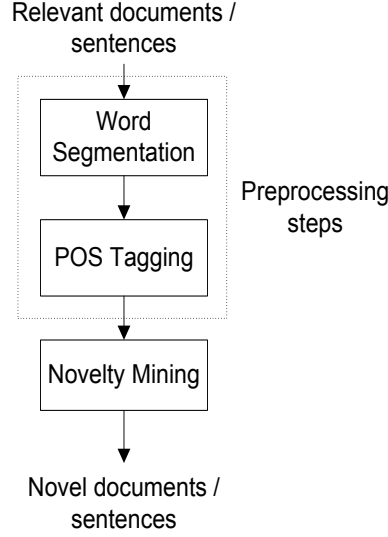 Relevant documents /
sentences
Word
Segmentation
Preprocessing
steps
POS Tagging
Novelty Mining
Novel documents /
sentences